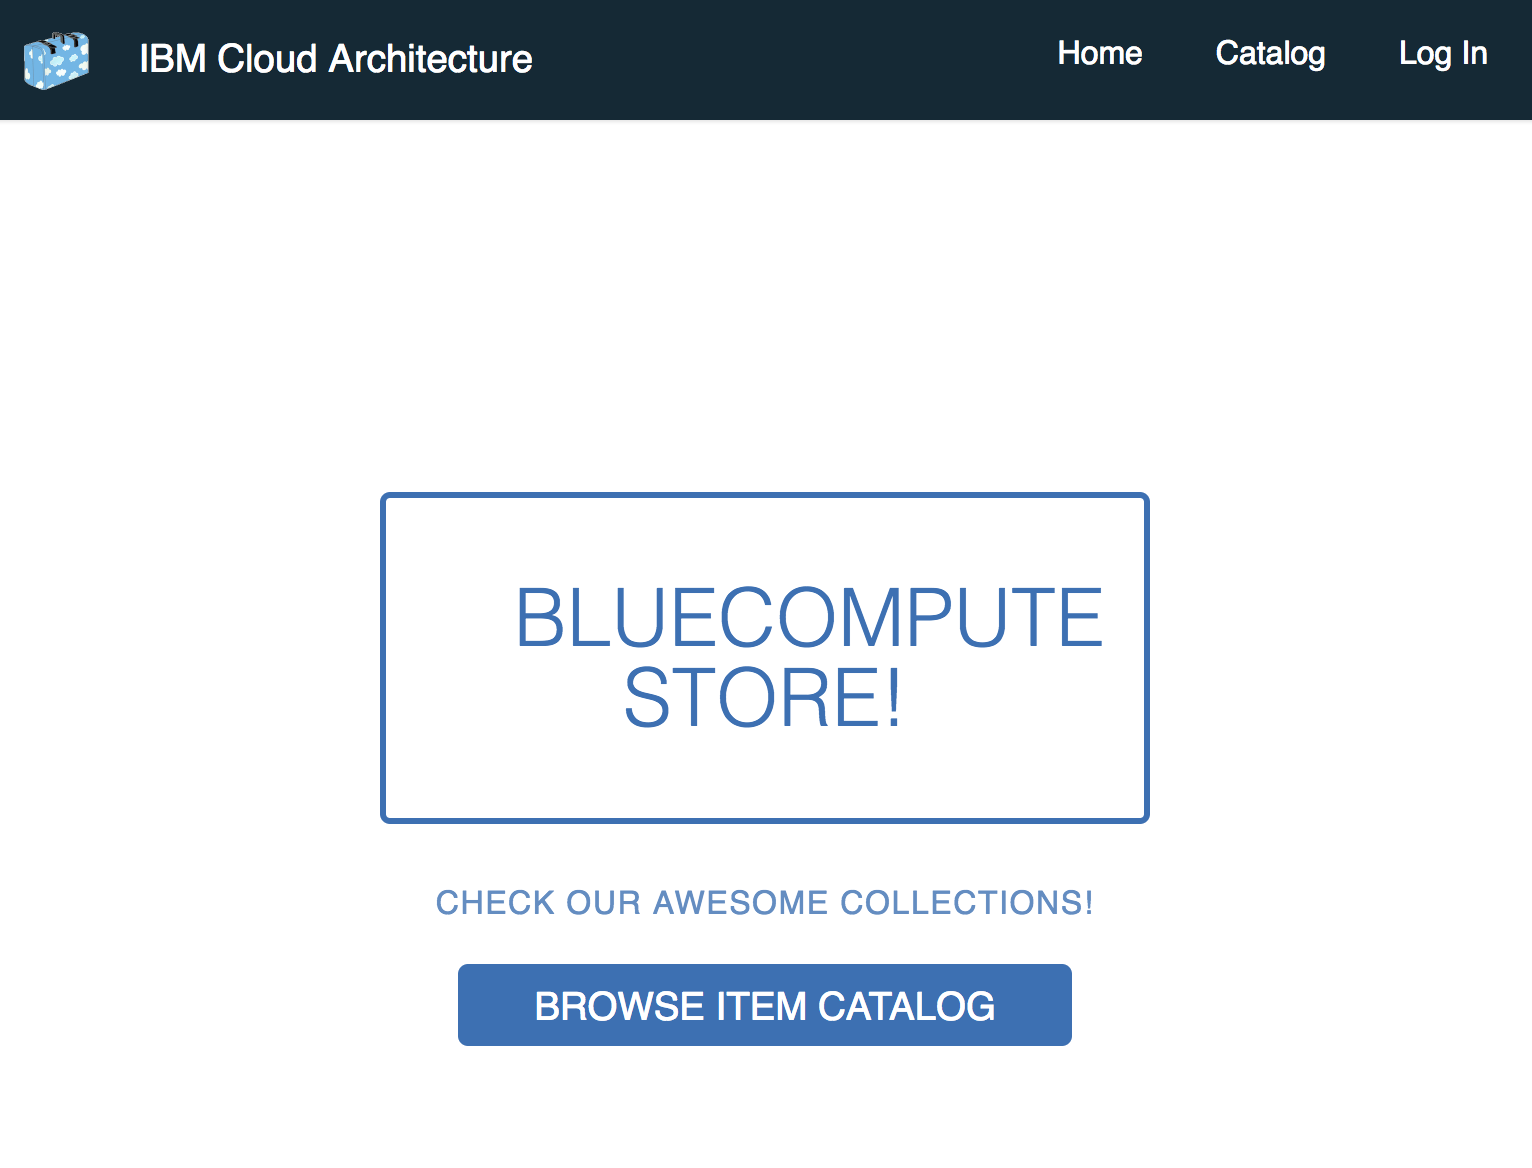 IBM Cloud Architecture
Home
Catalog
Log In
BLUECOMPUTE
STORE!
CHECK OUR AWESOME COLLECTIONS!
BROWSE ITEM CATALOG